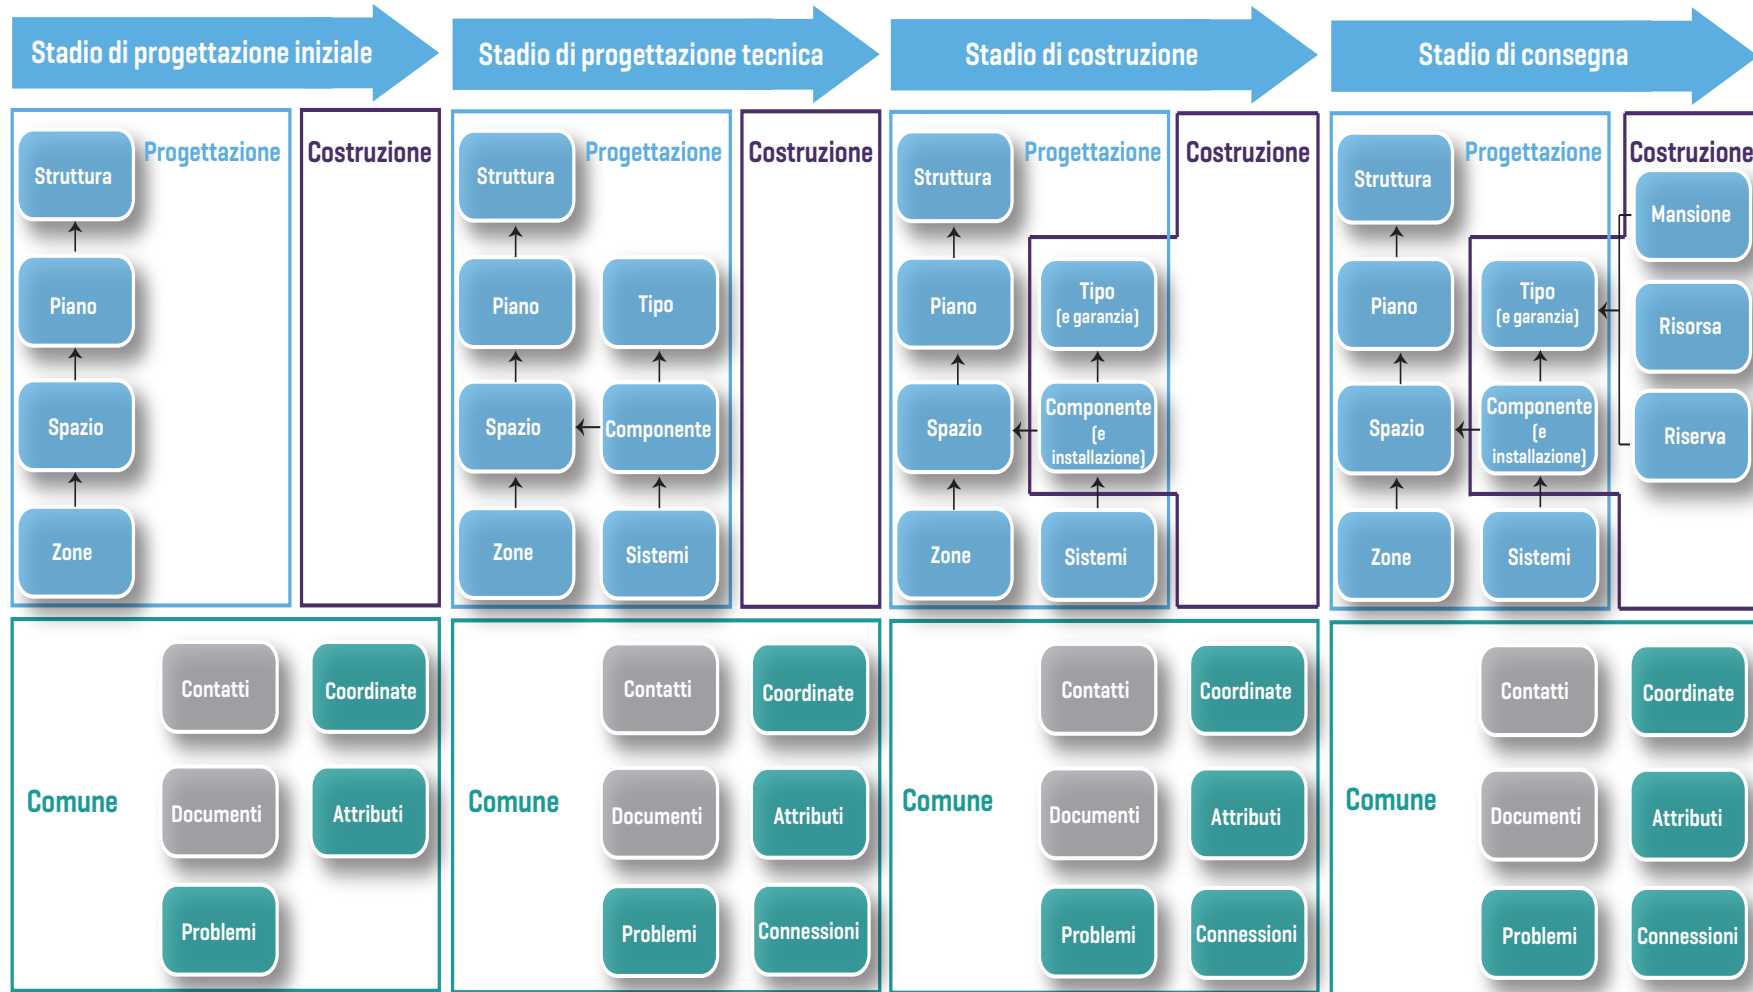 Stadio di progettazione iniziale
Stadio di progettazione tecnica
Stadio di costruzione
Stadio di consegna
Progettazione
Costruzione
Struttura
Piano
Spazio
Zone
Progettazione
Costruzione
Struttura
Piano
Tipo
Spazio
Componente
Zone
Sistemi
Progettazione
Costruzione
Struttura
Piano
Tipo
(e garanzia)
Spazio
Componente
(e
installazione)
Zone
Sistemi
Progettazione
Costruzione
Struttura
Mansione
Piano
Tipo
(e garanzia)
Risorsa
Spazio
Componente
(e
installazione)
Riserva
Zone
Sistemi
Comune
Contatti
Coordinate
Documenti
Attributi
Problemi
Comune
Contatti
Coordinate
Documenti
Attributi
Problemi
Connessioni
Comune
Contatti
Coordinate
Documenti
Attributi
Problemi
Connessioni
Comune
Contatti
Coordinate
Documenti
Attributi
Problemi
Connessioni